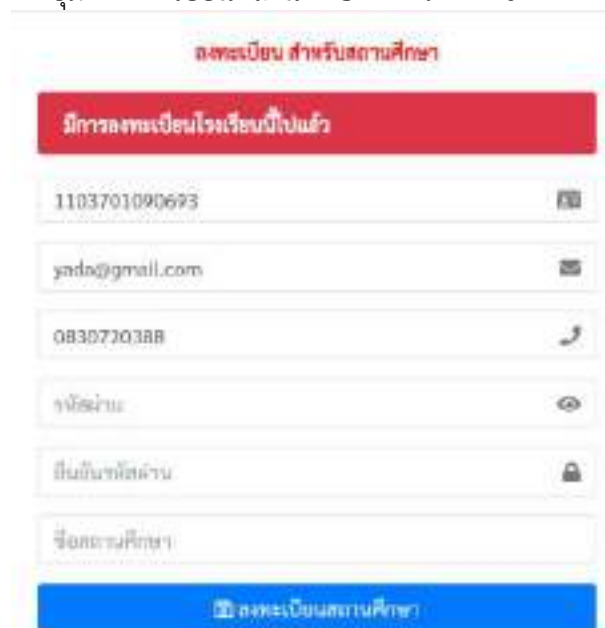 ลงทะเบียน สำหรับสถานศึกษา
มีการลงทะเบียนโรงเรียนนี้ไปแล้ว
1103701090693
yada@gmail.com
0830720388
รหัสผ่าน
ยืนยันรหัสผ่าน
ชื่อสถานศึกษา
ลงทะเบียนสถานศึกษา